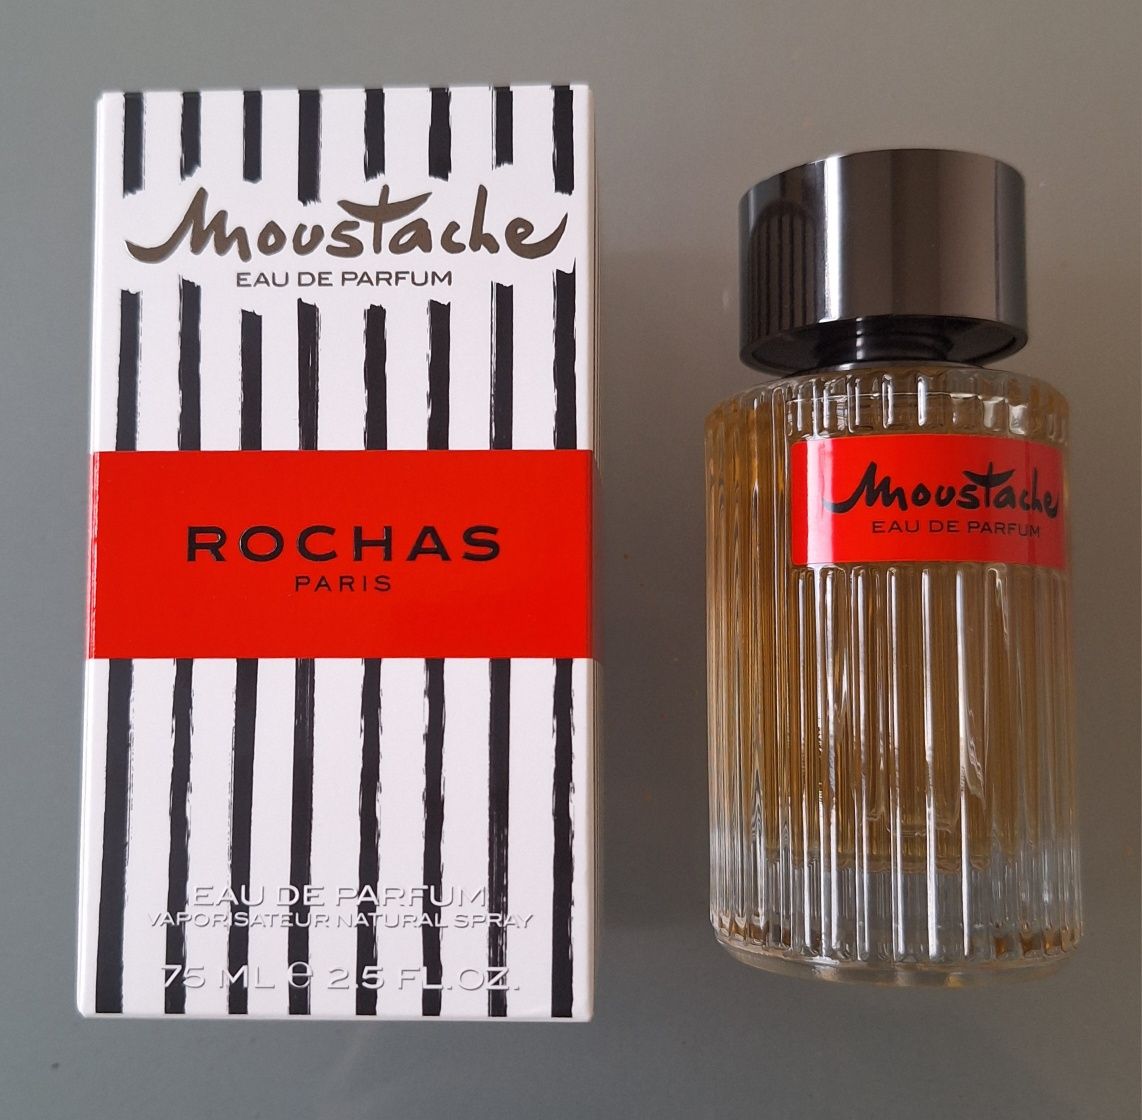 Moustache
EAU DE PARFUM
ROCHAS
PARIS
EAU DE PARFUM
VAPORISATEUR NATURAL SPRAY
75 ML ℮ 2.5 FL.OZ.
Moustache
EAU DE PARFUM